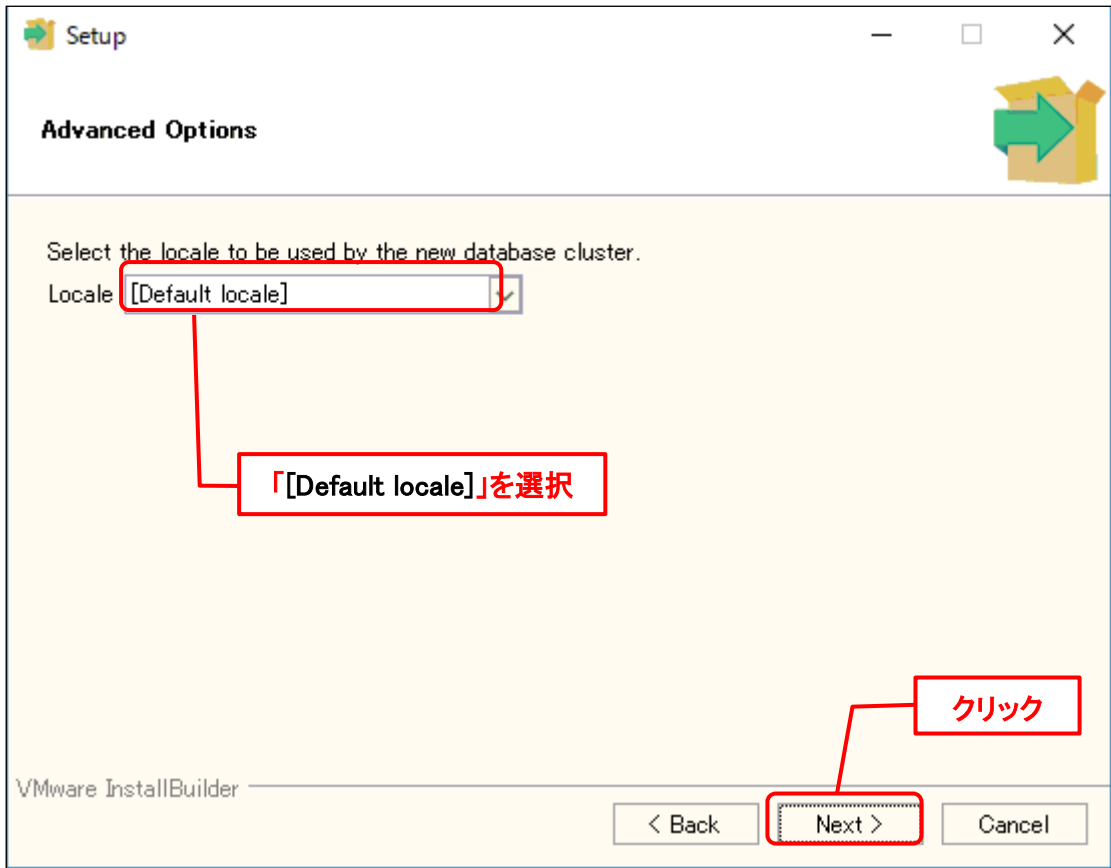 Setup
Advanced Options
Select the locale to be used by the new database cluster.
Locale [Default locale]
「[Default locale]」を選択
クリック
VMware InstallBuilder
< Back Next > Cancel